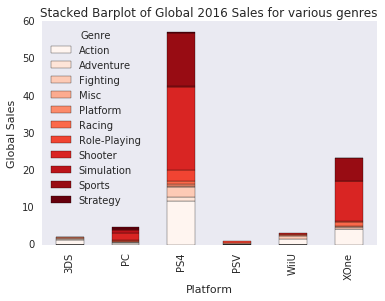 Stacked Barplot of Global 2016 Sales for various genres
60
50
40
30
20
10
0
Global Sales
Genre
Action
Adventure
Fighting
Misc
Platform
Racing
Role-Playing
Shooter
Simulation
Sports
Strategy
3DS
PC
PS4
PSV
WiiU
XOne
Platform